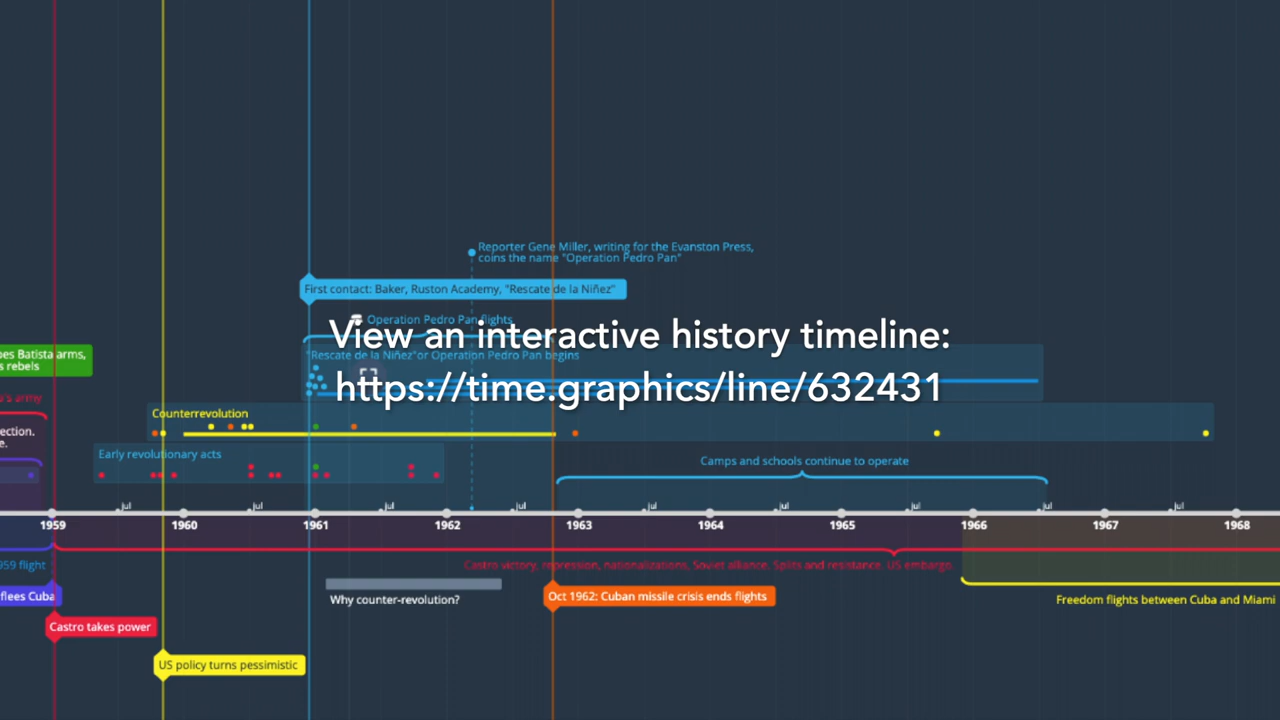 Reporter Gene Miller, writing for the Evanston Press,
coins the name "Operation Pedro Pan"
First contact: Baker, Ruston Academy, "Rescate de la Niñez"
Operation Pedro Pan flights
View an interactive history timeline:
https://time.graphics/line/632431
"Rescate de la Niñez"or Operation Pedro Pan begins
Batista arms,
rebels
army
Counterrevolution
Early revolutionary acts
Camps and schools continue to operate
jul jul jul jul jul jul jul jul jul
1959 1960 1961 1962 1963 1964 1965 1966 1967 1968
flight
Castro victory, repression, nationalizations, Soviet alliance. Splits and resistance. US embargo
flees Cuba
Why counter-revolution?
Oct 1962: Cuban missile crisis ends flights
Freedom flights between Cuba and Miami
Castro takes power
US policy turns pessimistic